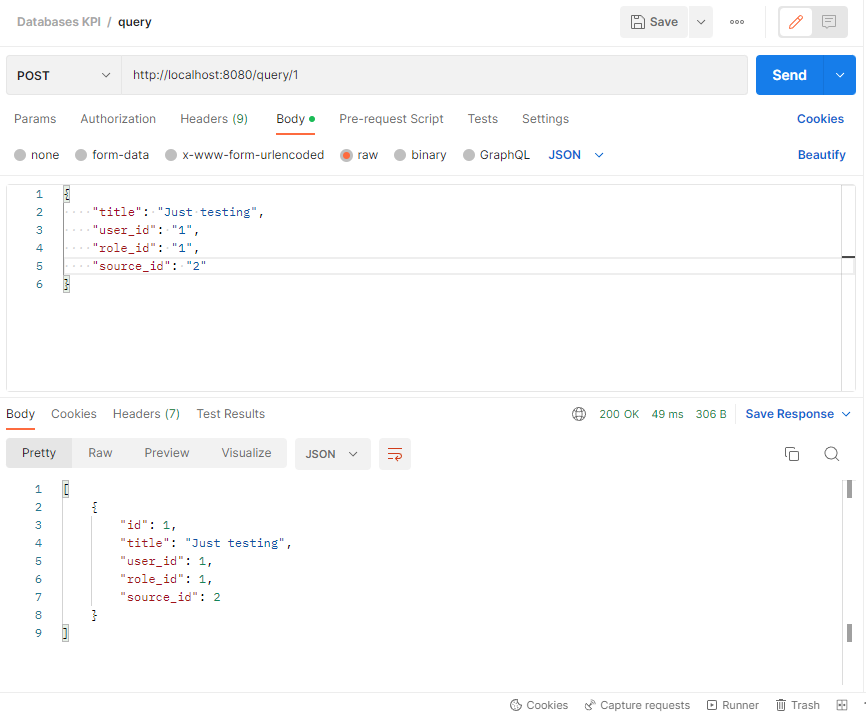 Databases KPI / query
Save
POST
http://localhost:8080/query/1
Send
Params Authorization Headers (9) Body Pre-request Script Tests Settings Cookies
none form-data x-www-form-urlencoded raw binary GraphQL JSON Beautify
1 {
2 "title": "Just testing",
3 "user_id": "1",
4 "role_id": "1",
5 "source_id": "2"
6 }
Body Cookies Headers (7) Test Results 200 OK 49 ms 306 B Save Response
Pretty Raw Preview Visualize JSON
1 [
2 {
3 "id": 1,
4 "title": "Just testing",
5 "user_id": 1,
6 "role_id": 1,
7 "source_id": 2
8 }
9 ]
Cookies Capture requests Runner Trash